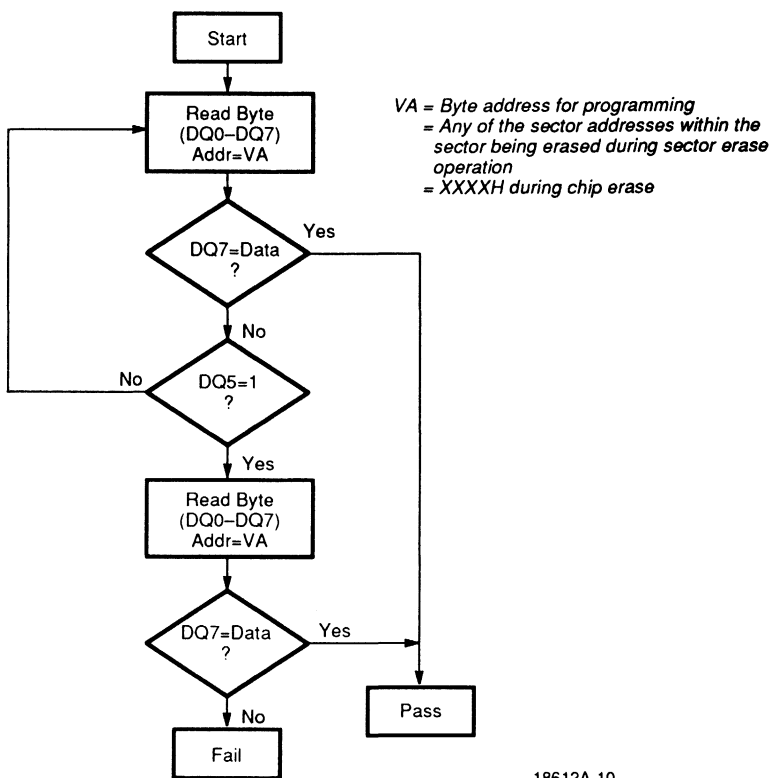 Start
Read Byte
(DQ0–DQ7)
Addr=VA
VA = Byte address for programming
= Any of the sector addresses within the
sector being erased during sector erase
operation
= XXXXH during chip erase
Yes
DQ7=Data
?
No
No
DQ5=1
?
Yes
Read Byte
(DQ0–DQ7)
Addr=VA
DQ7=Data
?
Yes
No
Pass
Fail
18612A-10